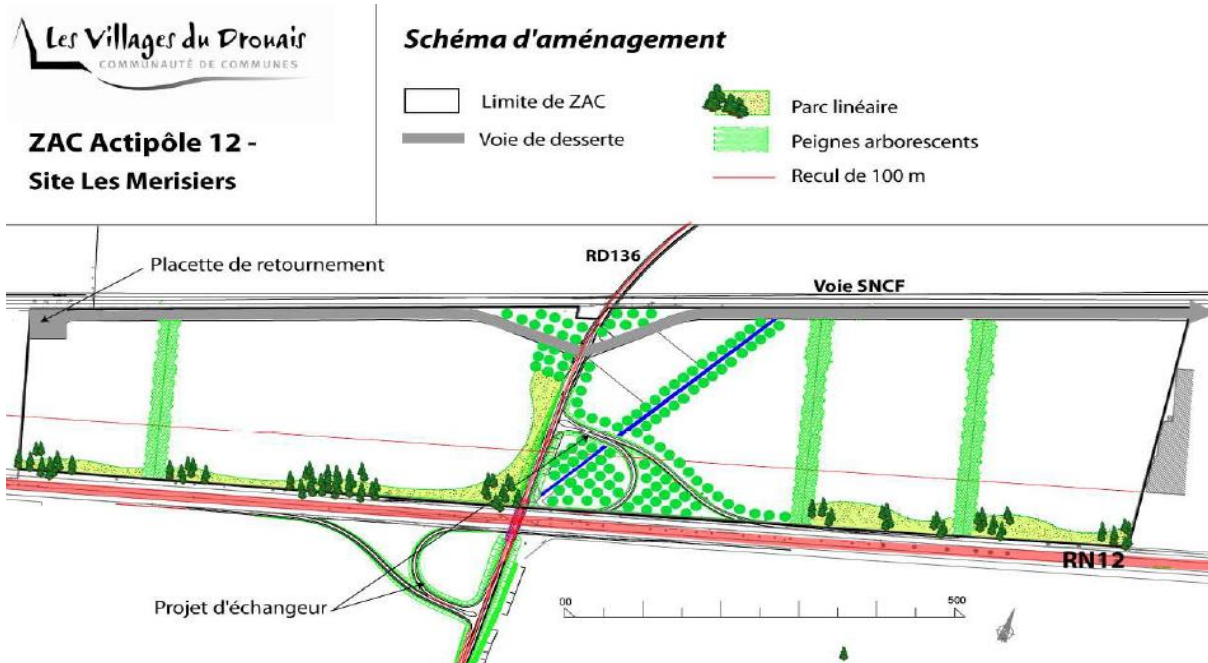 Les Villages du Drouais
COMMUNAUTÉ DE COMMUNES
ZAC Actipôle 12 -
Site Les Merisiers
Schéma d'aménagement
Limite de ZAC
Voie de desserte
Parc linéaire
Peignes arborescents
Recul de 100 m
Placette de retournement
RD136
Voie SNCF
RN12
Projet d'échangeur
00
500